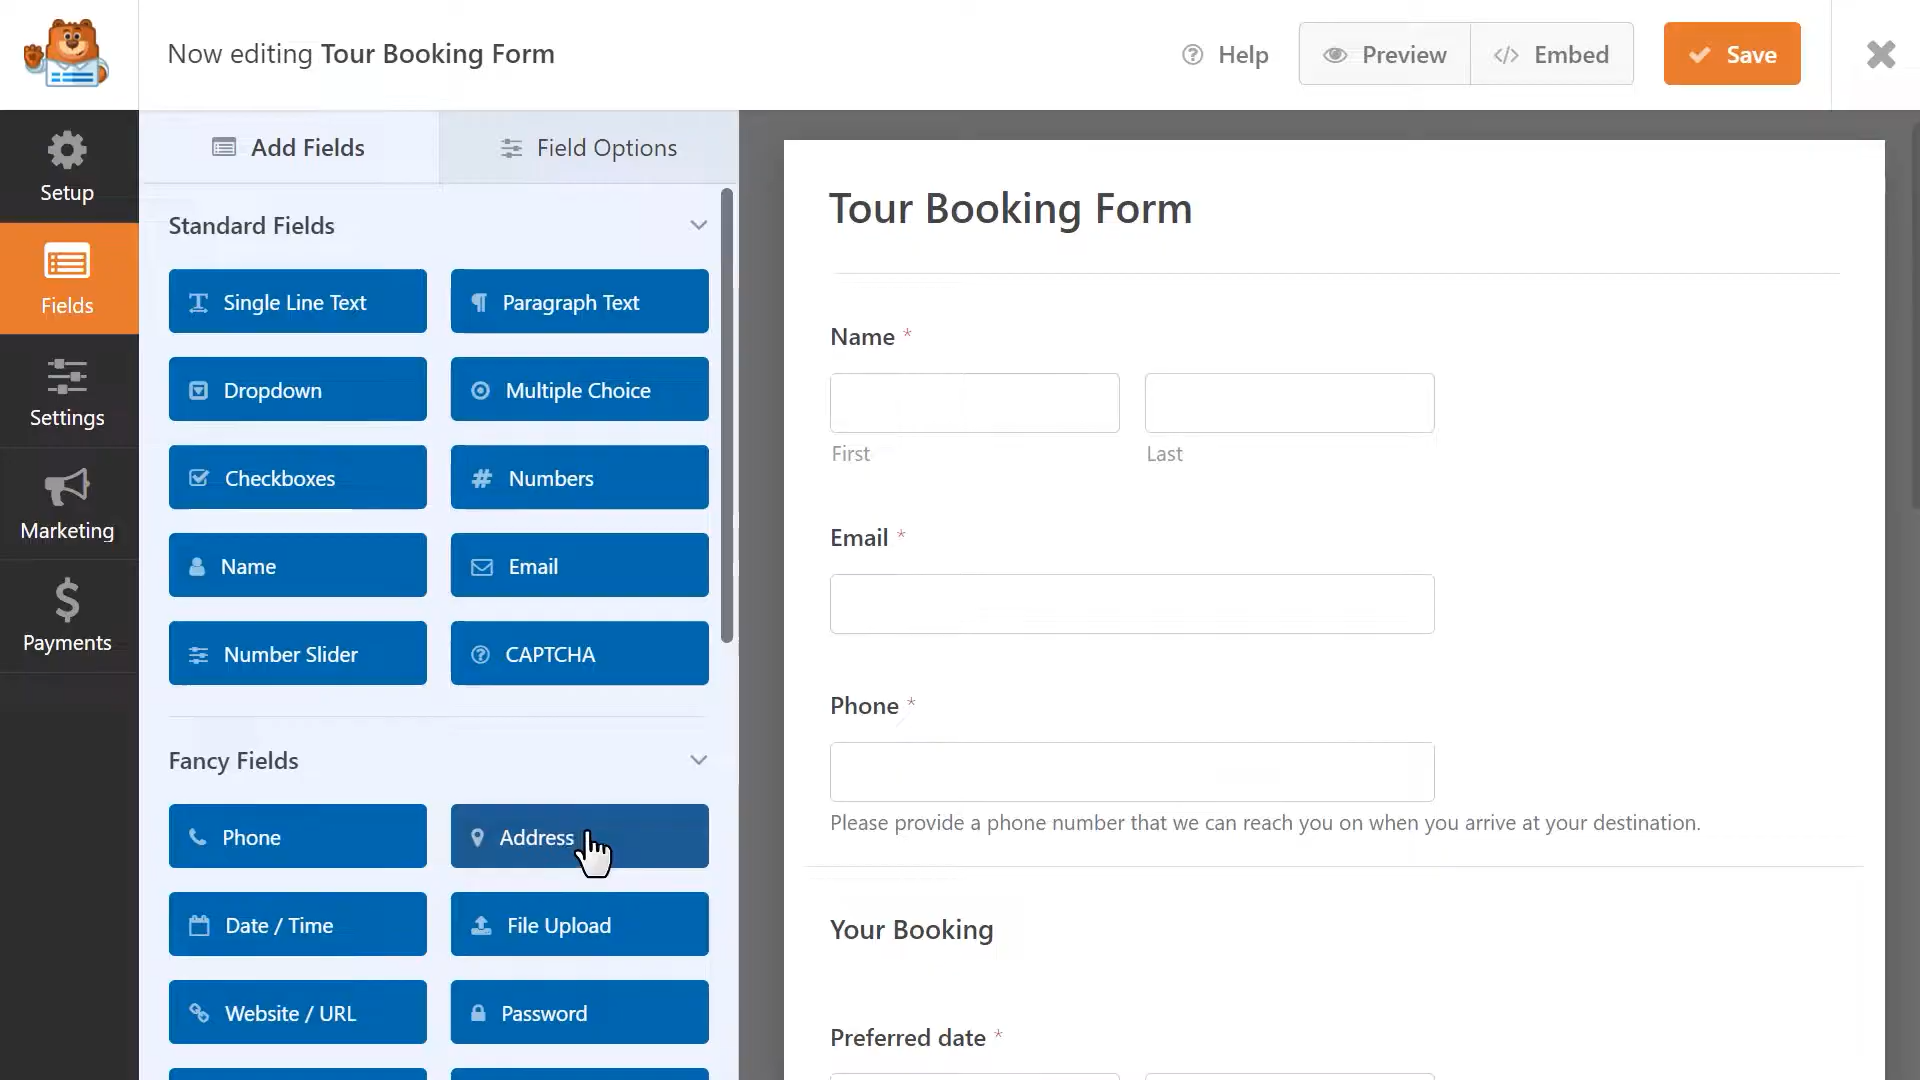 Now editing Tour Booking Form
Help
Preview
Embed
Save
Setup
Fields
Settings
Marketing
Payments
Add Fields
Field Options
Standard Fields
Single Line Text
Paragraph Text
Dropdown
Multiple Choice
Checkboxes
Numbers
Name
Email
Number Slider
CAPTCHA
Fancy Fields
Phone
Address
Date / Time
File Upload
Website / URL
Password
Tour Booking Form
Name *
First
Last
Email *
Phone *
Please provide a phone number that we can reach you on when you arrive at your destination.
Your Booking
Preferred date *